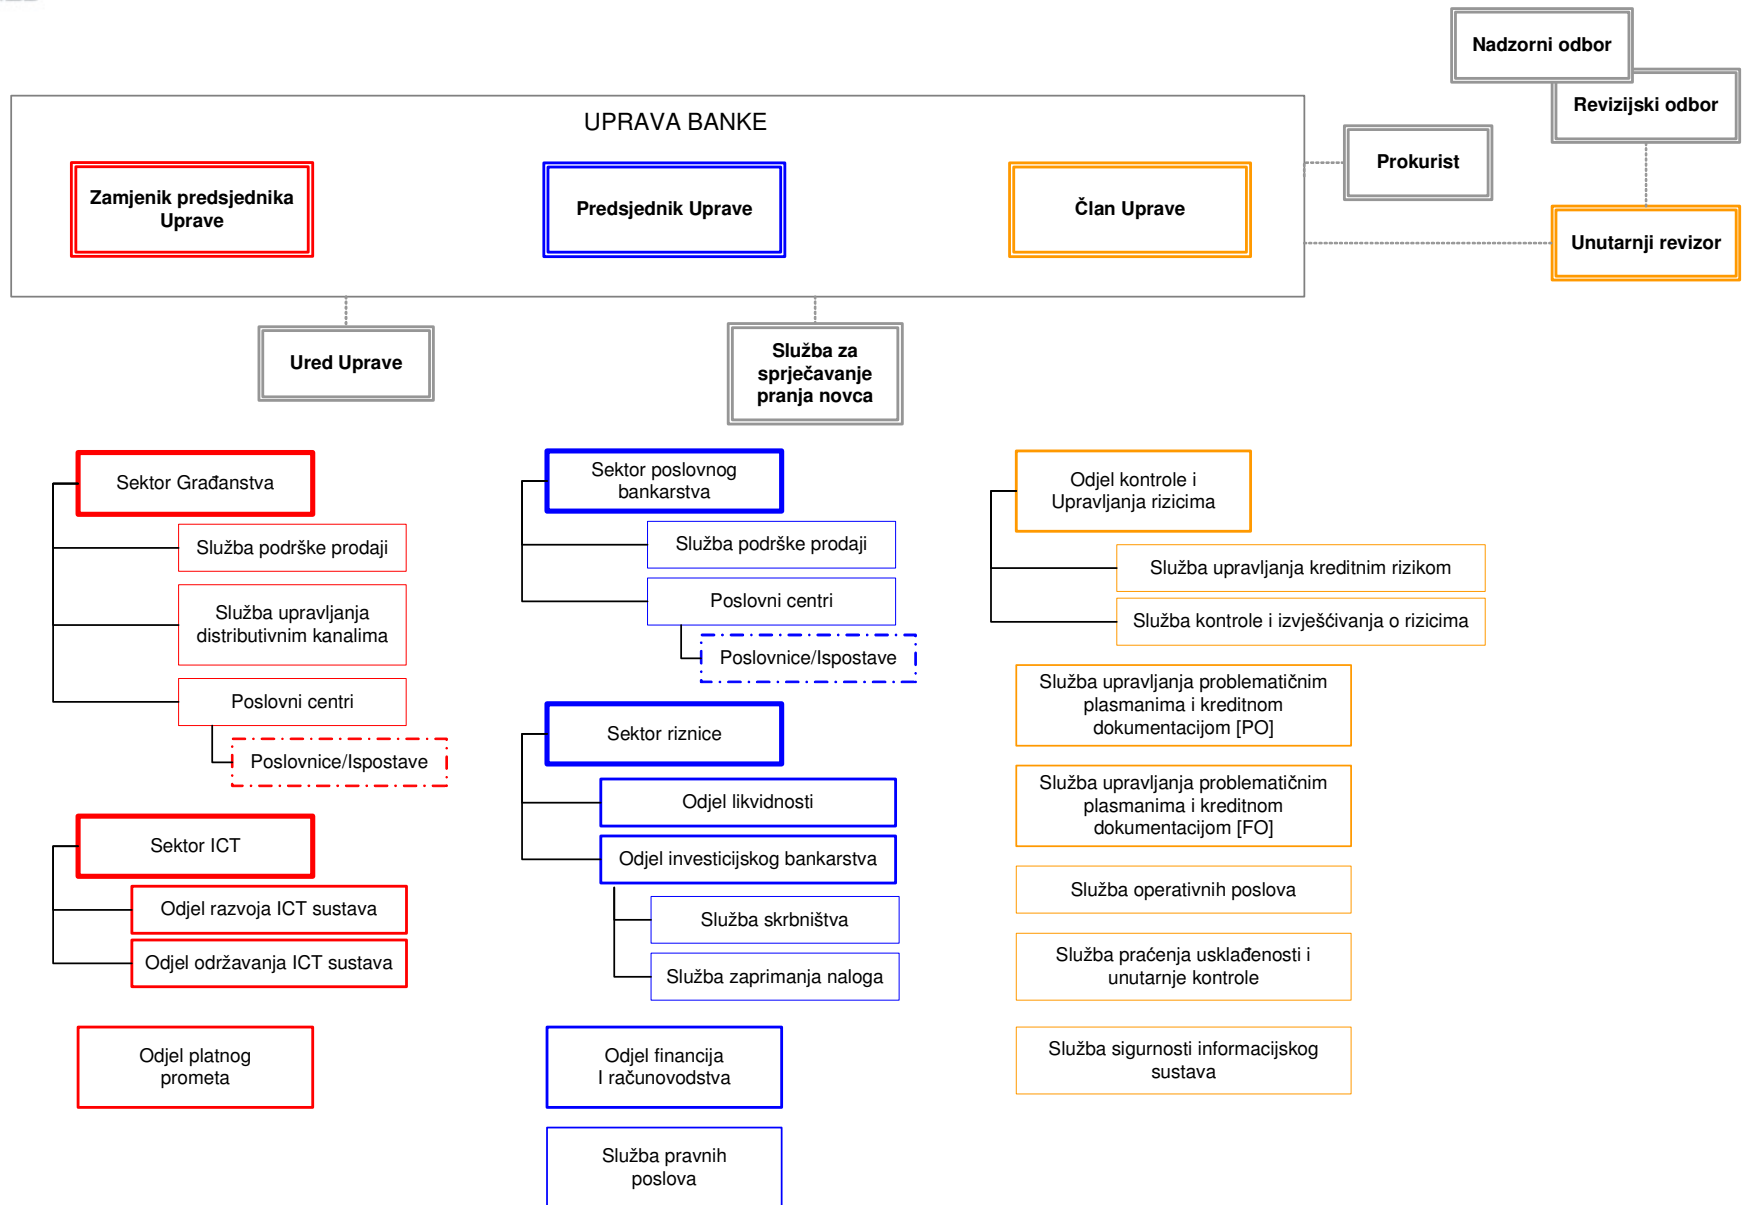 Nadzorni odbor
Revizijski odbor
UPRAVA BANKE
Prokurist
Zamjenik predsjednika
Uprave
Predsjednik Uprave
Član Uprave
Unutarnji revizor
Ured Uprave
Služba za
sprječavanje
pranja novca
Sektor Građanstva
Služba podrške prodaji
Služba upravljanja
distributivnim kanalima
Poslovni centri
Poslovnice/Ispostave
Sektor ICT
Odjel razvoja ICT sustava
Odjel održavanja ICT sustava
Odjel platnog
prometa
Sektor poslovnog
bankarstva
Služba podrške prodaji
Poslovni centri
Poslovnice/Ispostave
Sektor riznice
Odjel likvidnosti
Odjel investicijskog bankarstva
Služba skrbništva
Služba zaprimanja naloga
Odjel financija
I računovodstva
Služba pravnih
poslova
Odjel kontrole i
Upravljanja rizicima
Služba upravljanja kreditnim rizikom
Služba kontrole i izvješćivanja o rizicima
Služba upravljanja problematičnim
plasmanima i kreditnom
dokumentacijom [PO]
Služba upravljanja problematičnim
plasmanima i kreditnom
dokumentacijom [FO]
Služba operativnih poslova
Služba praćenja usklađenosti i
unutarnje kontrole
Služba sigurnosti informacijskog
sustava